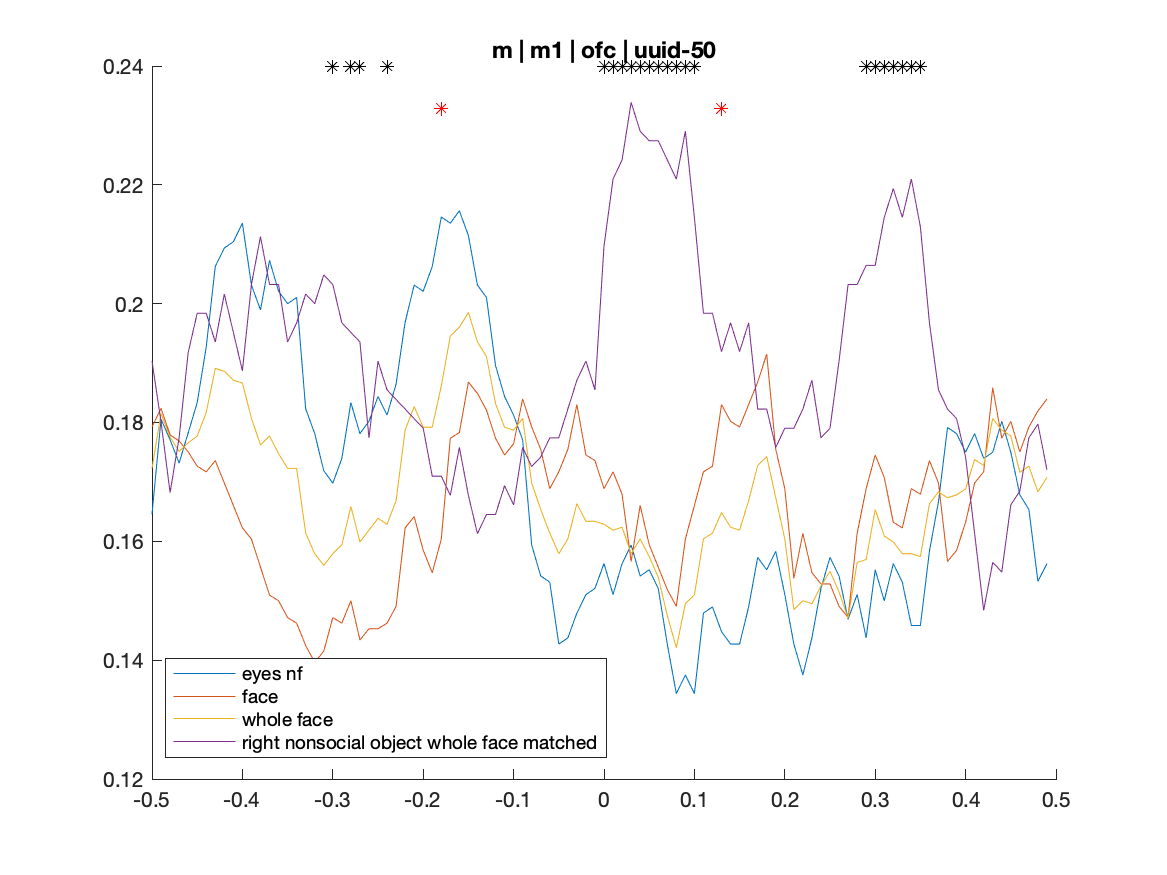 m | m1 | ofc | uuid-50
0.24
0.22
0.2
0.18
0.16
0.14
0.12
eyes nf
face
whole face
right nonsocial object whole face matched
-0.5 -0.4 -0.3 -0.2 -0.1 0 0.1 0.2 0.3 0.4 0.5